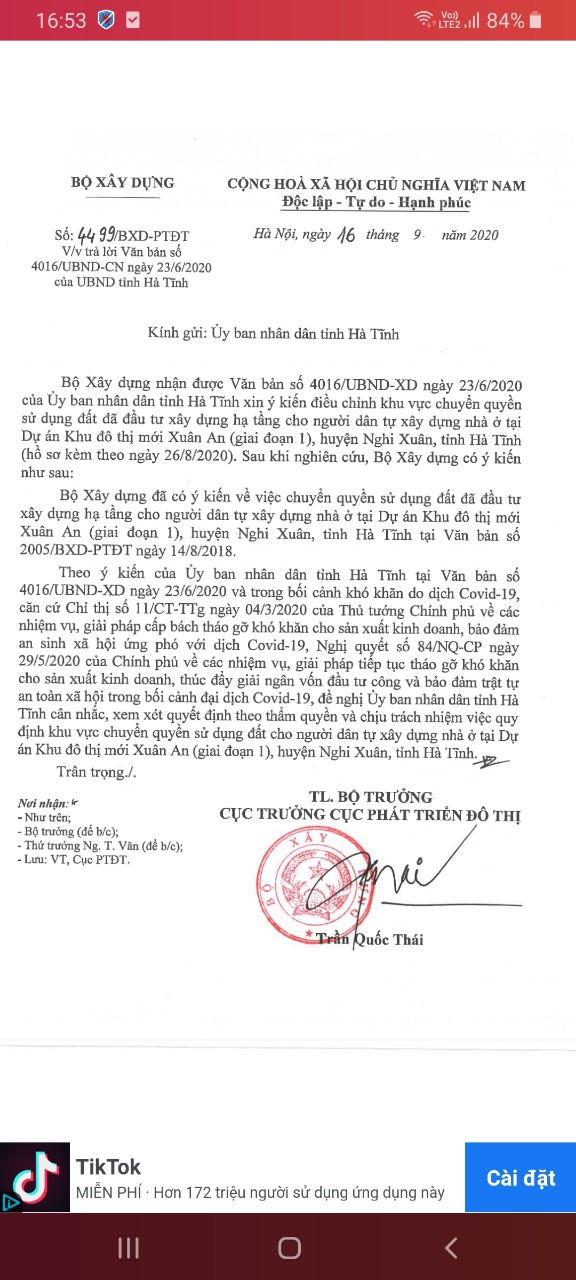 16:53
Vo)) LTE2 84%
BỘ XÂY DỰNG
CỘNG HOÀ XÃ HỘI CHỦ NGHĨA VIỆT NAM
Độc lập - Tự do - Hạnh phúc
Số: 4499/BXD-PTĐT
V/v trả lời Văn bản số
4016/UBND-CN ngày 23/6/2020
của UBND tỉnh Hà Tĩnh
Hà Nội, ngày 16 tháng 9 năm 2020
Kính gửi: Ủy ban nhân dân tỉnh Hà Tĩnh
Bộ Xây dựng nhận được Văn bản số 4016/UBND-XD ngày 23/6/2020
của Ủy ban nhân dân tỉnh Hà Tĩnh xin ý kiến điều chỉnh khu vực chuyển quyền
sử dụng đất đã đầu tư xây dựng hạ tầng cho người dân tự xây dựng nhà ở tại
Dự án Khu đô thị mới Xuân An (giai đoạn 1), huyện Nghi Xuân, tỉnh Hà Tĩnh
(hồ sơ kèm theo ngày 26/8/2020). Sau khi nghiên cứu, Bộ Xây dựng có ý kiến
như sau:
Bộ Xây dựng đã có ý kiến về việc chuyển quyền sử dụng đất đã đầu tư
xây dựng hạ tầng cho người dân tự xây dựng nhà ở tại Dự án Khu đô thị mới
Xuân An (giai đoạn 1), huyện Nghi Xuân, tỉnh Hà Tĩnh tại Văn bản số
2005/BXD-PTĐT ngày 14/8/2018.
Theo ý kiến của Ủy ban nhân dân tỉnh Hà Tĩnh tại Văn bản số
4016/UBND-XD ngày 23/6/2020 và trong bối cảnh khó khăn do dịch Covid-19,
căn cứ Chỉ thị số 11/CT-TTg ngày 04/3/2020 của Thủ tướng Chính phủ về các
nhiệm vụ, giải pháp cấp bách tháo gỡ khó khăn cho sản xuất kinh doanh, bảo đảm
an sinh xã hội ứng phó với dịch Covid-19, Nghị quyết số 84/NQ-CP ngày
29/5/2020 của Chính phủ về các nhiệm vụ, giải pháp tiếp tục tháo gỡ khó khăn
cho sản xuất kinh doanh, thúc đẩy giải ngân vốn đầu tư công và bảo đảm trật tự
an toàn xã hội trong bối cảnh đại dịch Covid-19, đề nghị Ủy ban nhân dân tỉnh Hà
Tĩnh cân nhắc, xem xét quyết định theo thẩm quyền và chịu trách nhiệm việc quy
định khu vực chuyển quyền sử dụng đất cho người dân tự xây dựng nhà ở tại Dự
án Khu đô thị mới Xuân An (giai đoạn 1), huyện Nghi Xuân, tỉnh Hà Tĩnh.
Trân trọng./.
Nơi nhận:
- Như trên;
- Bộ trưởng (để b/c);
- Thứ trưởng Ng. T. Văn (để b/c);
- Lưu: VT, Cục PTĐT.
TL. BỘ TRƯỞNG
CỤC TRƯỞNG CỤC PHÁT TRIỂN ĐÔ THỊ
BỘ XÂY DỰNG
Trần Quốc Thái
TikTok
MIỄN PHÍ · Hơn 172 triệu người sử dụng ứng dụng này
Cài đặt